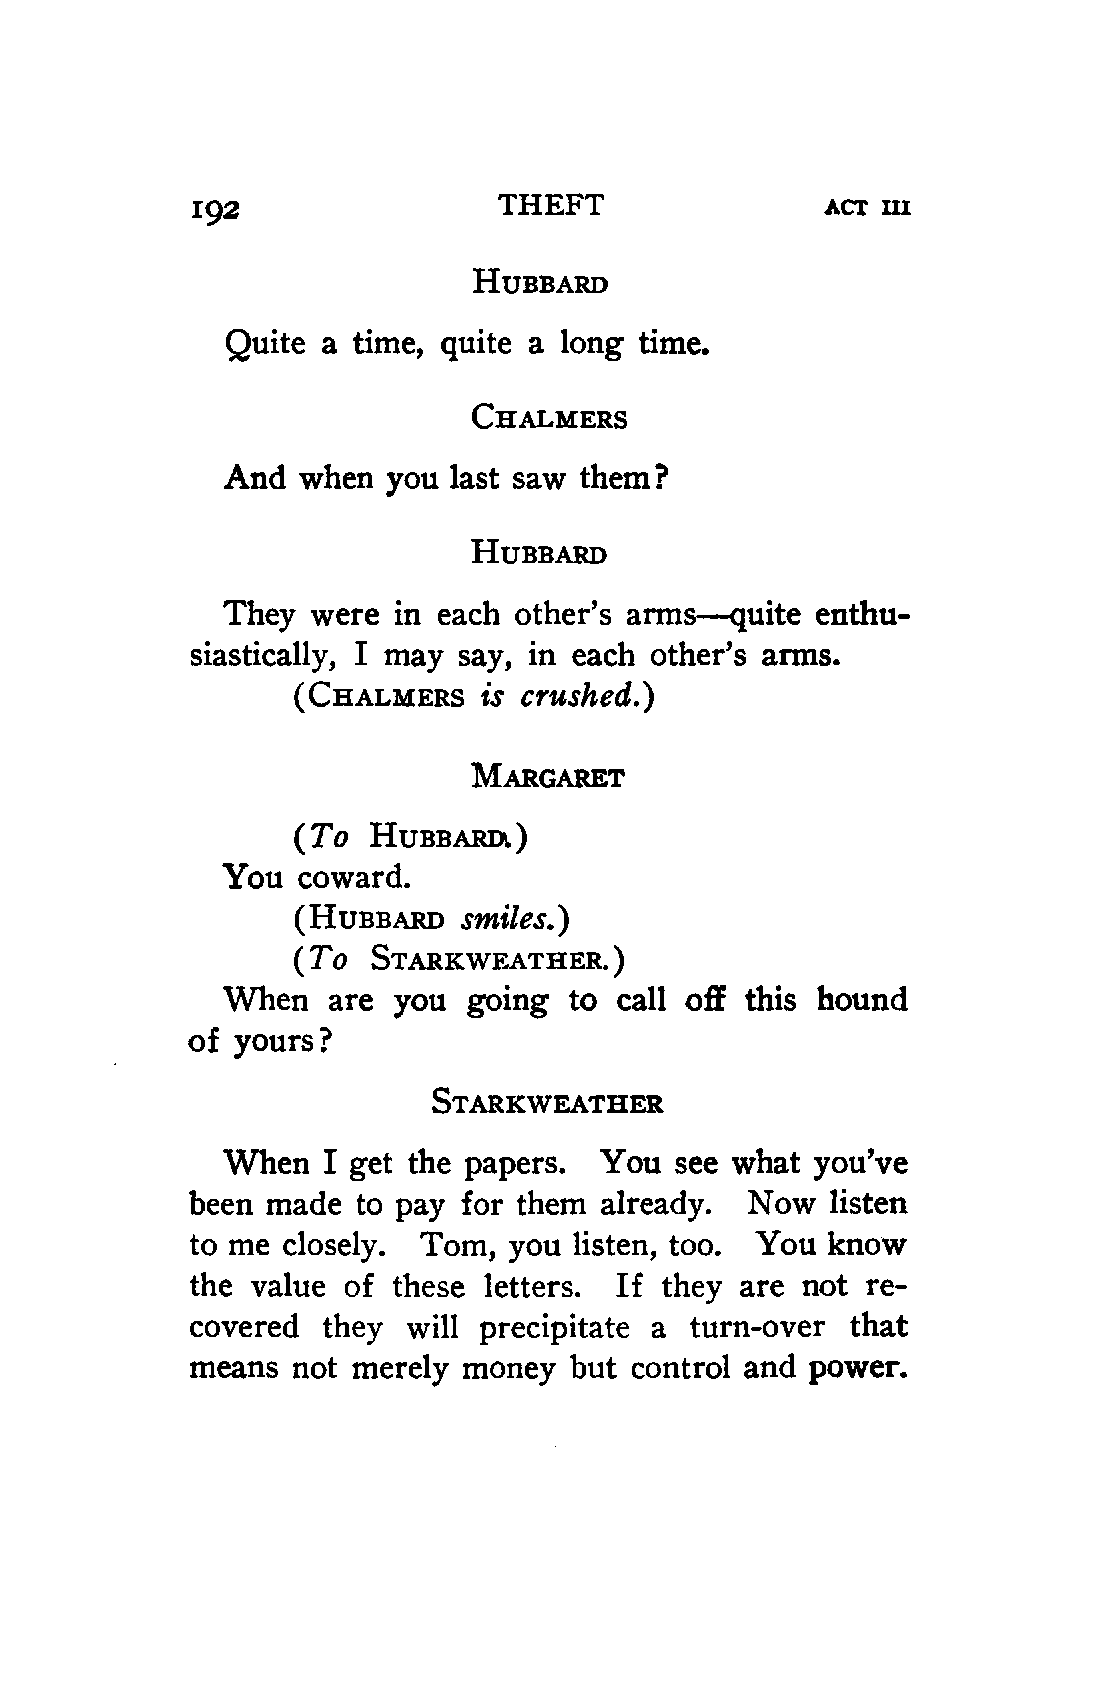 192 THEFT ACT III
HUBBARD
Quite a time, quite a long time.
CHALMERS
And when you last saw them?
HUBBARD
They were in each other's arms—quite enthu-
siastically, I may say, in each other's arms.
(CHALMERS is crushed.)
MARGARET
(To HUBBARD.)
You coward.
(HUBBARD smiles.)
(To STARKWEATHER.)
When are you going to call off this hound
of yours?
STARKWEATHER
When I get the papers. You see what you've
been made to pay for them already. Now listen
to me closely. Tom, you listen, too. You know
the value of these letters. If they are not re-
covered they will precipitate a turn-over that
means not merely money but control and power.